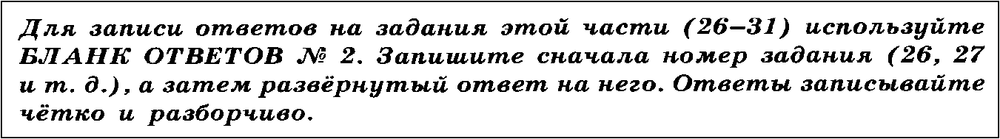 Для записи ответов на задания этой части (26–31) используйте
БЛАНК ОТВЕТОВ № 2. Запишите сначала номер задания (26, 27
и т. д.), а затем развёрнутый ответ на него. Ответы записывайте
чётко и разборчиво.